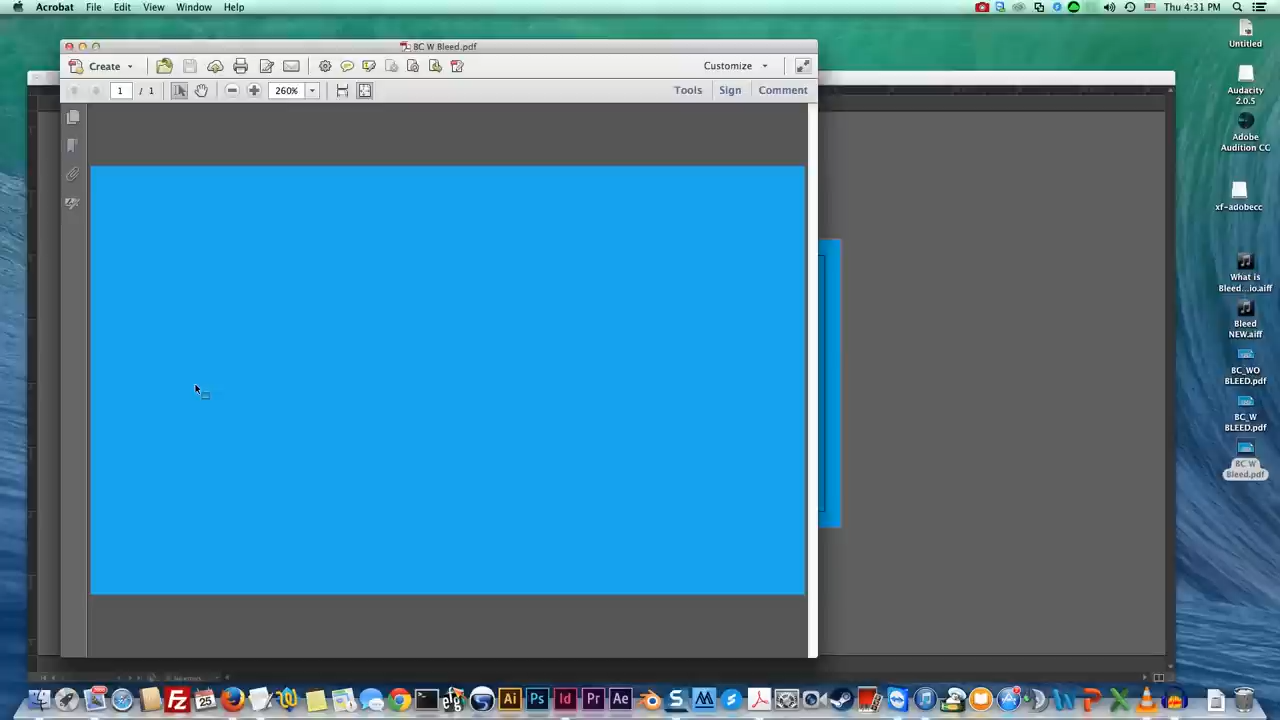 Acrobat File Edit View Window Help
Thu 4:31 PM
BC W Bleed.pdf
Create
Customize
1 / 1
260%
Tools Sign Comment
Untitled
Audacity
2.0.5
Adobe
Audition CC
xf-adobecc
What is
Bleed...io.aiff
Bleed
NEW.aiff
BC_WO
BLEED.pdf
BC_W
BLEED.pdf
BC W
Bleed.pdf
Ai Ps Id Pr Ae